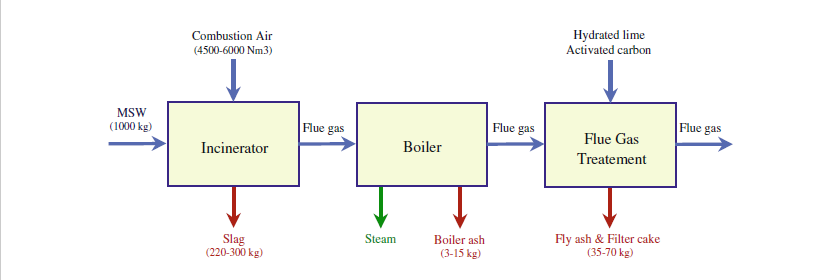 Combustion Air
(4500-6000 Nm3)
Hydrated lime
Activated carbon
MSW
(1000 kg)
Incinerator
Flue gas
Boiler
Flue gas
Flue Gas
Treatement
Flue gas
Slag
(220-300 kg)
Steam
Boiler ash
(3-15 kg)
Fly ash & Filter cake
(35-70 kg)